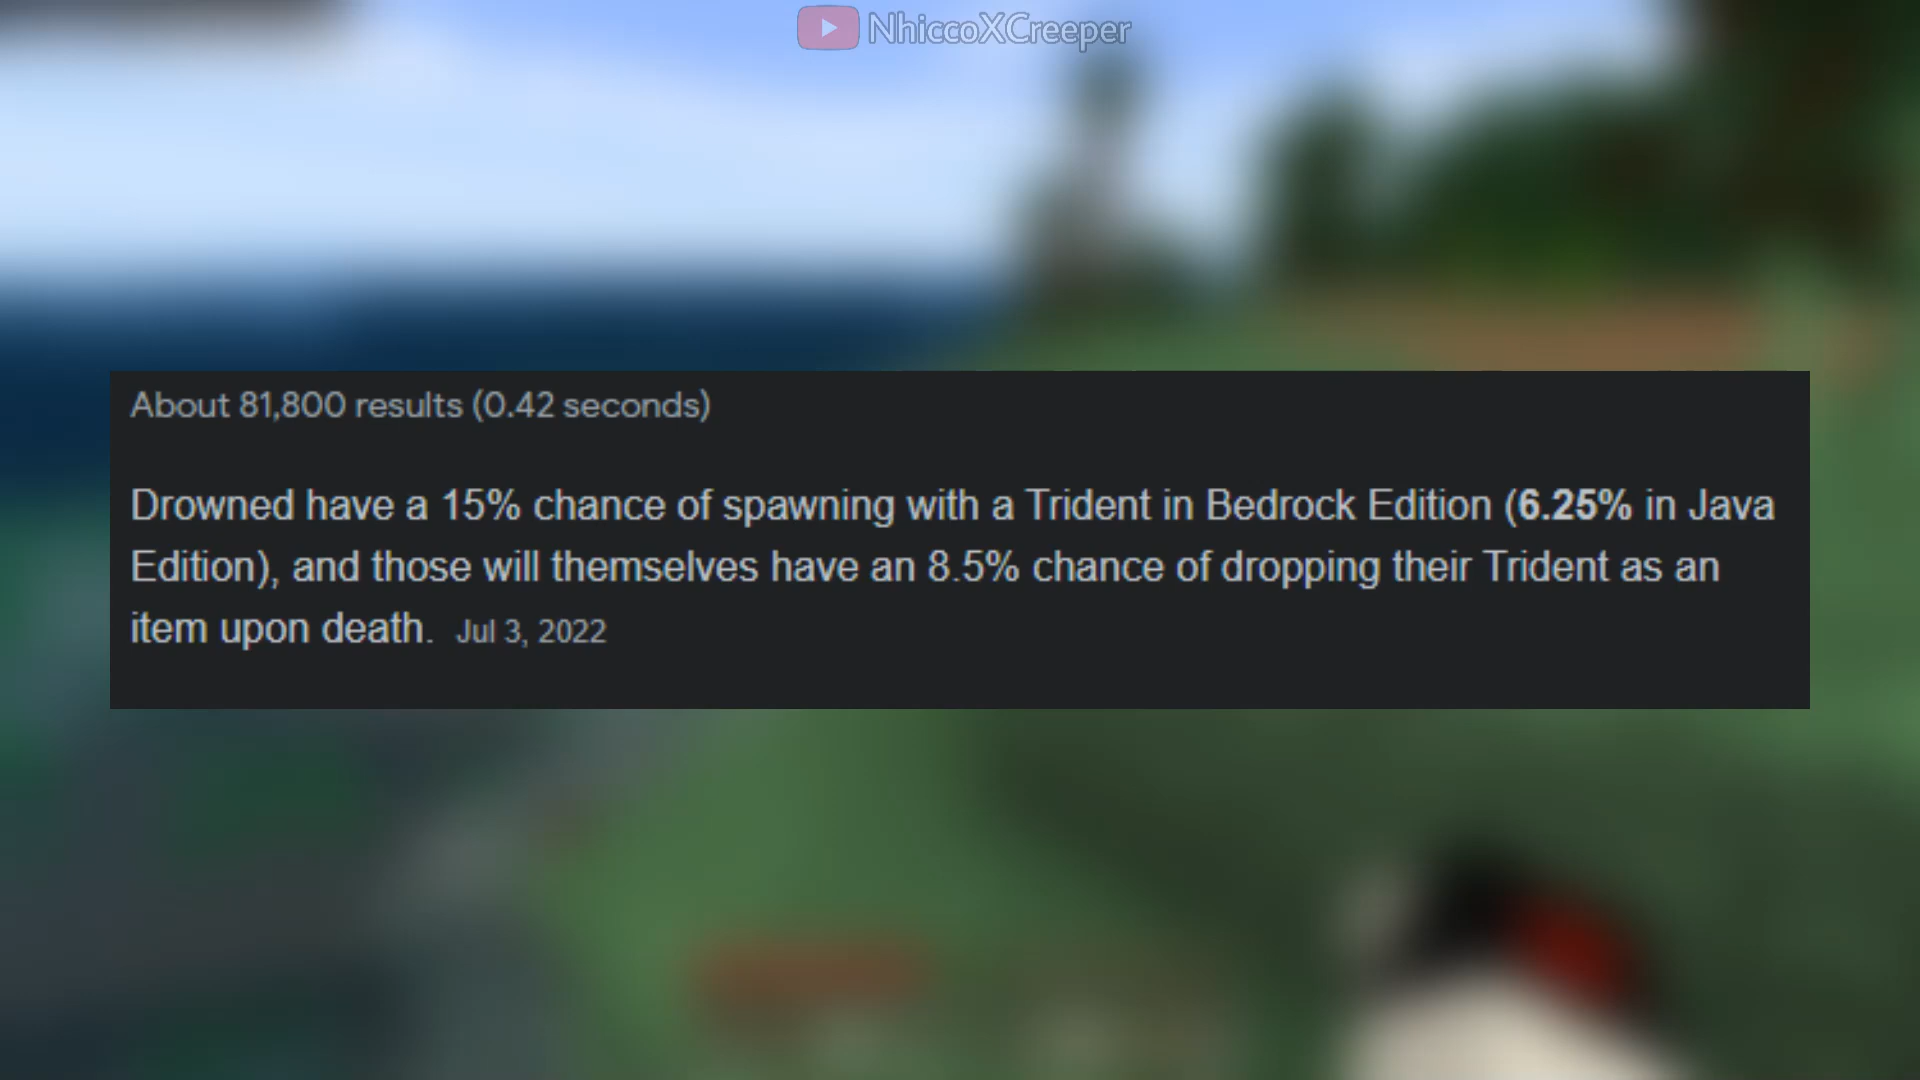 NhiccoXCreeper
About 81,800 results (0.42 seconds)
Drowned have a 15% chance of spawning with a Trident in Bedrock Edition (6.25% in Java
Edition), and those will themselves have an 8.5% chance of dropping their Trident as an
item upon death. Jul 3, 2022